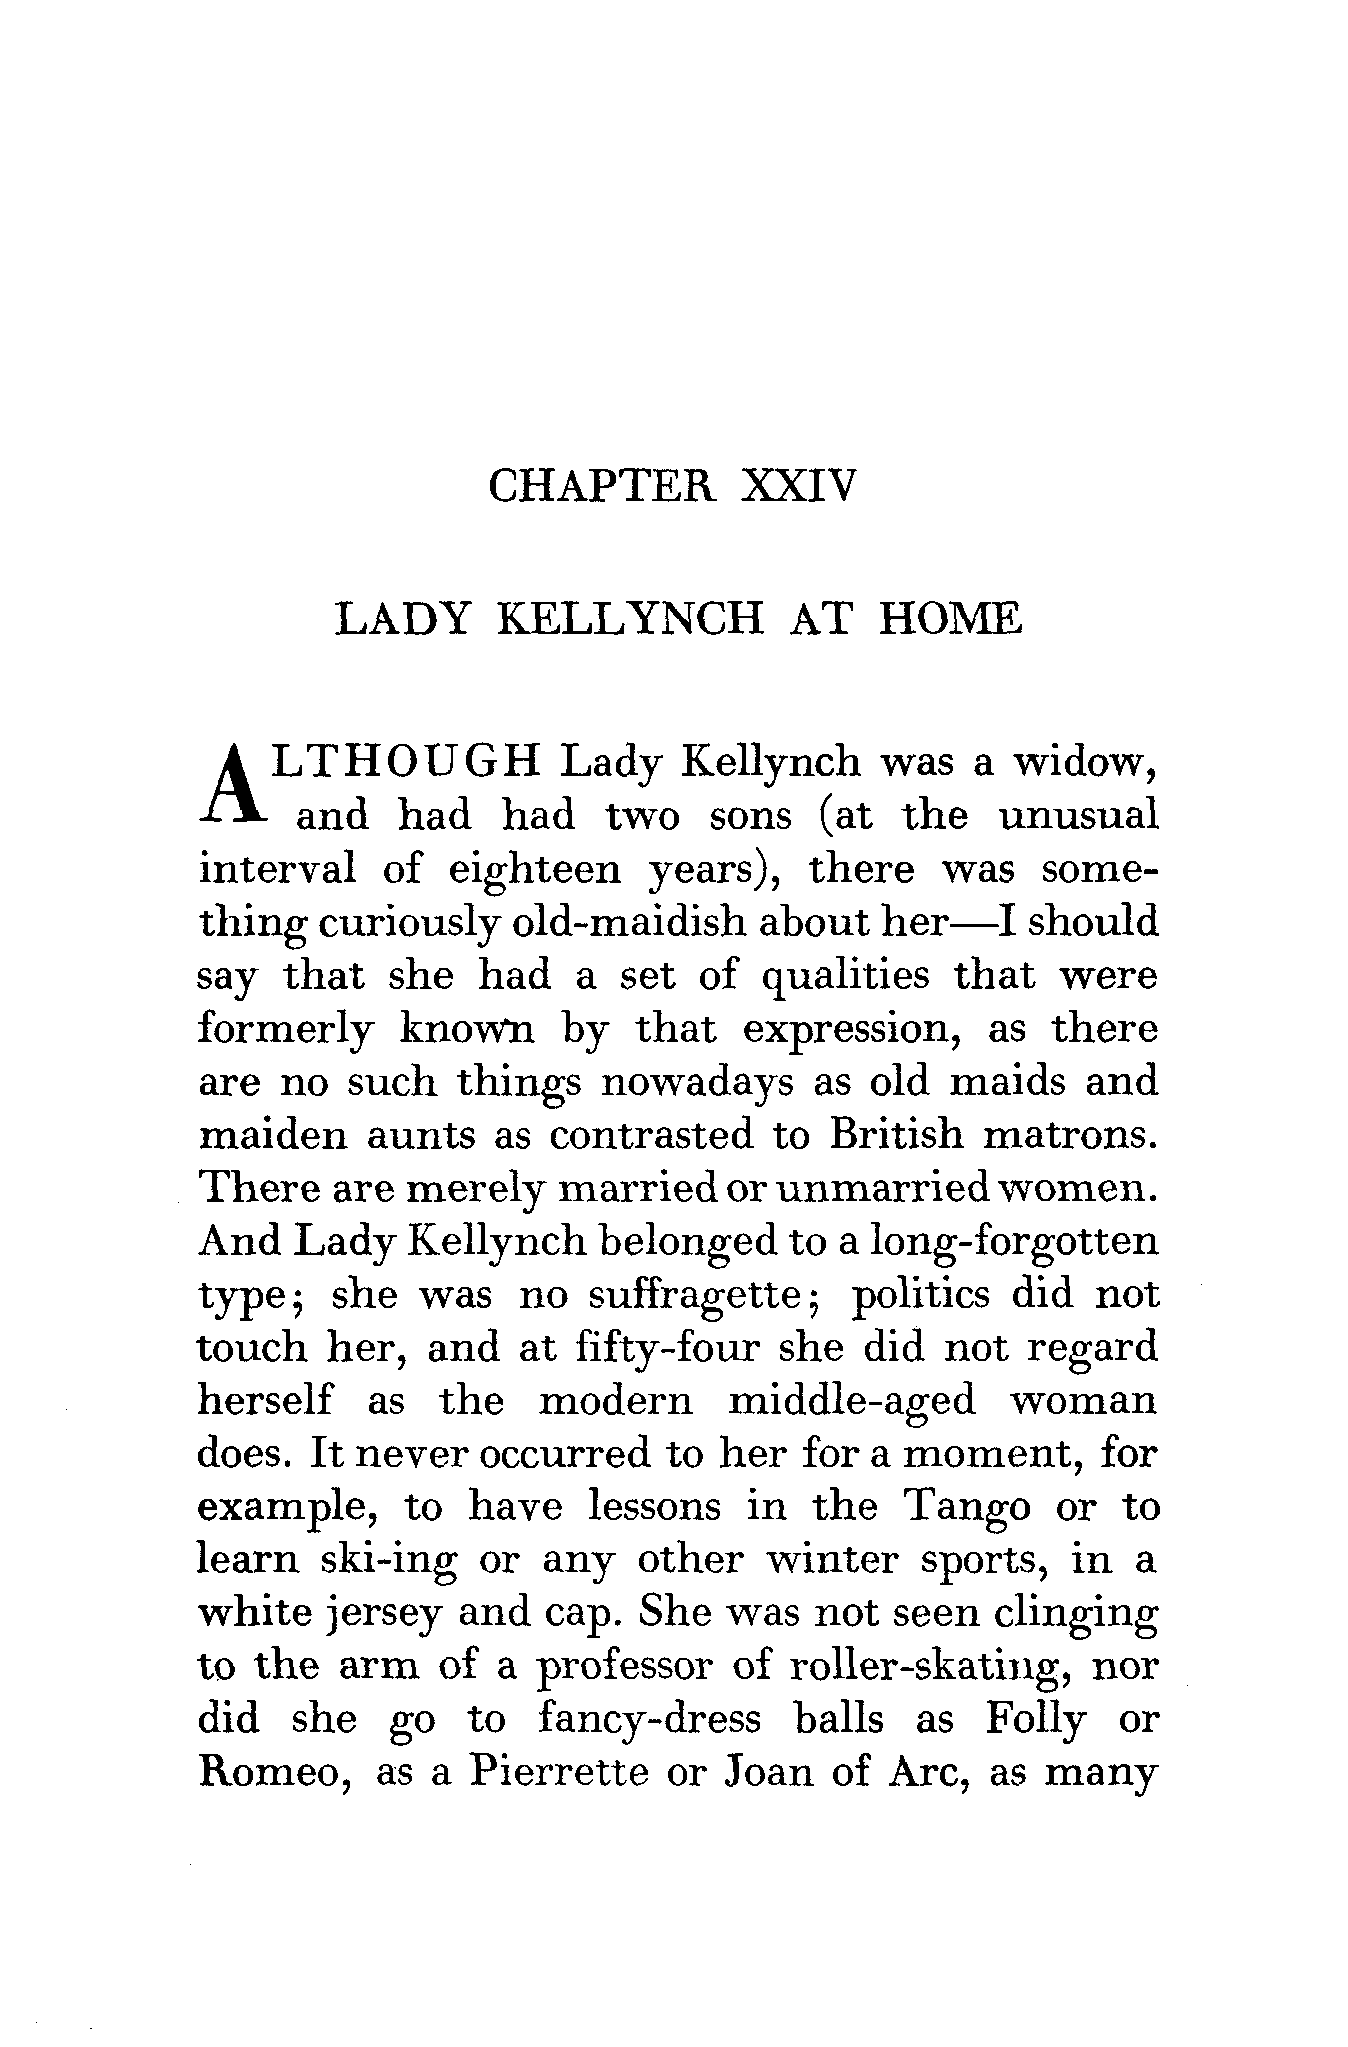 CHAPTER XXIV
LADY KELLYNCH AT HOME
ALTHOUGH Lady Kellynch was a widow,
and had had two sons (at the unusual
interval of eighteen years), there was some-
thing curiously old-maidish about her—I should
say that she had a set of qualities that were
formerly known by that expression, as there
are no such things nowadays as old maids and
maiden aunts as contrasted to British matrons.
There are merely married or unmarried women.
And Lady Kellynch belonged to a long-forgotten
type; she was no suffragette; politics did not
touch her, and at fifty-four she did not regard
herself as the modern middle-aged woman
does. It never occurred to her for a moment, for
example, to have lessons in the Tango or to
learn ski-ing or any other winter sports, in a
white jersey and cap. She was not seen clinging
to the arm of a professor of roller-skating, nor
did she go to fancy-dress balls as Folly or
Romeo, as a Pierrette or Joan of Arc, as many